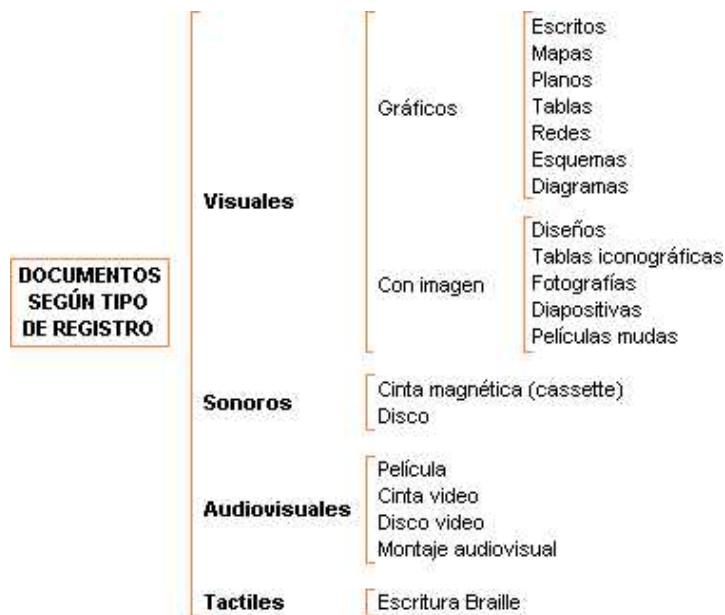 DOCUMENTOS
SEGÚN TIPO
DE REGISTRO
Visuales
Gráficos
Escritos
Mapas
Planos
Tablas
Redes
Esquemas
Diagramas
Con imagen
Diseños
Tablas iconográficas
Fotografías
Diapositivas
Películas mudas
Sonoros
Cinta magnética (cassette)
Disco
Audiovisuales
Película
Cinta video
Disco video
Montaje audiovisual
Tactiles
Escritura Braille